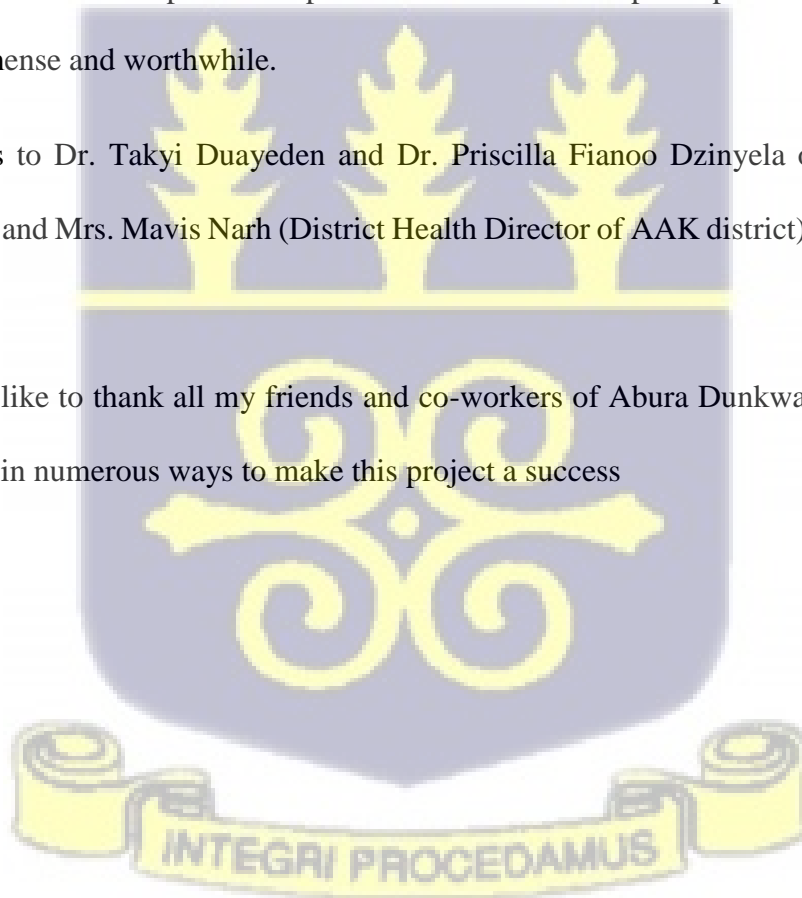 ense and worthwhile.
s to Dr. Takyi Duayeden and Dr. Priscilla Fianoo Dzinyela
and Mrs. Mavis Narh (District Health Director of AAK district)
like to thank all my friends and co-workers of Abura Dunkwa
in numerous ways to make this project a success
INTEGRI PROCEDAMUS